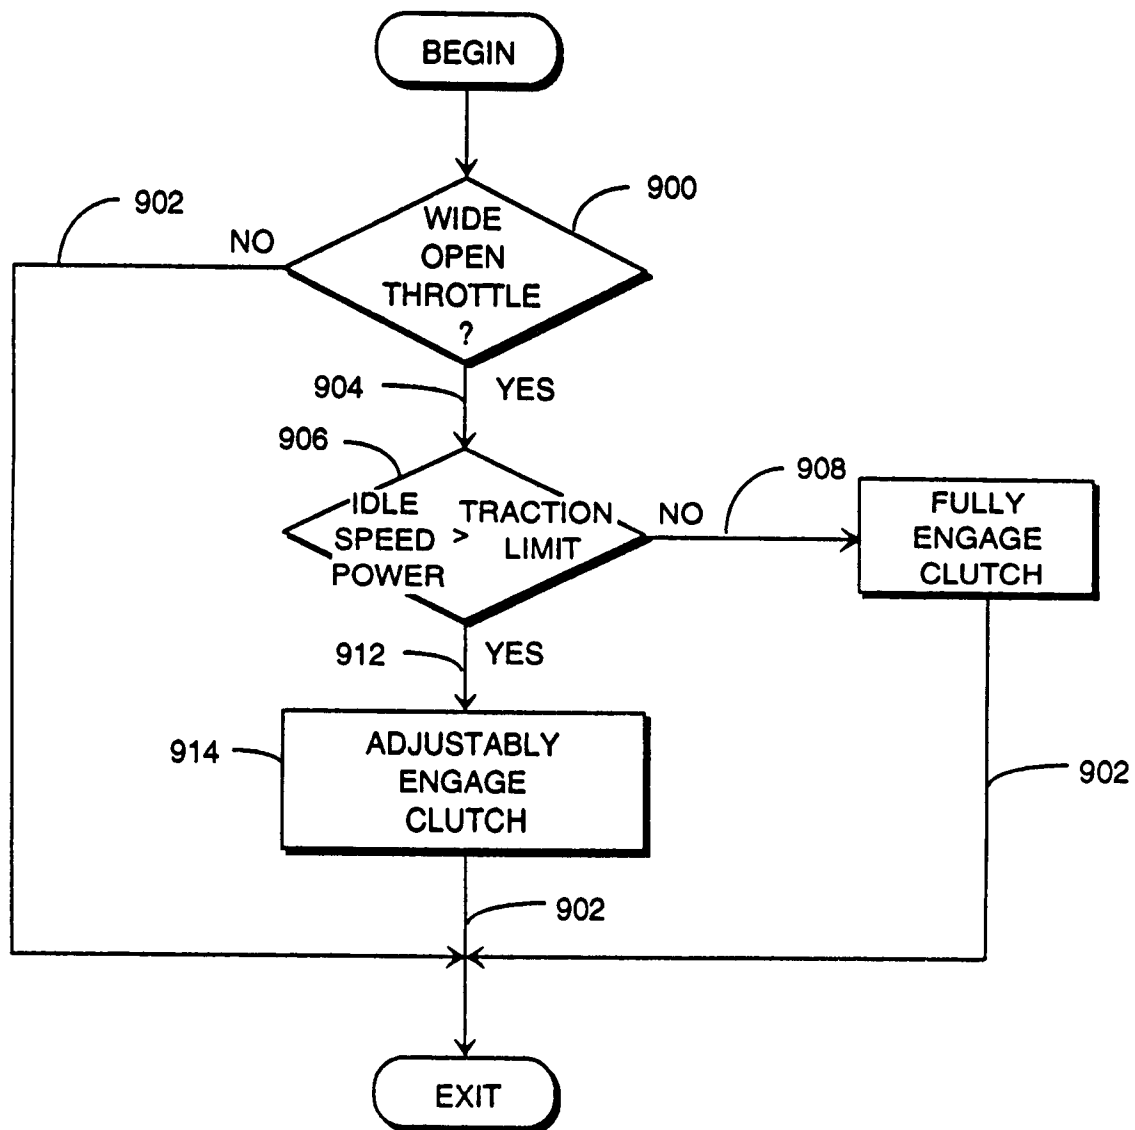 BEGIN
900
902
WIDE
OPEN
THROTTLE
?
NO
904
YES
906
IDLE
SPEED
POWER
>
TRACTION
LIMIT
NO
908
FULLY
ENGAGE
CLUTCH
912
YES
914
ADJUSTABLY
ENGAGE
CLUTCH
902
902
EXIT